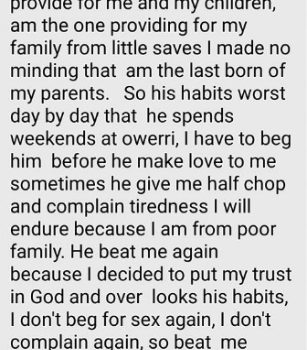 provide for me and my children,
am the one providing for my
family from little saves I made no
minding that  am the last born of
my parents.   So his habits worst
day by day that  he spends
weekends at owerri, I have to beg
him  before he make love to me
sometimes he give me half chop
and complain tiredness I will
endure because I am from poor
family. He beat me again
because I decided to put my trust
in God and over  looks his habits,
I don't beg for sex again, I don't
complain again, so beat  me